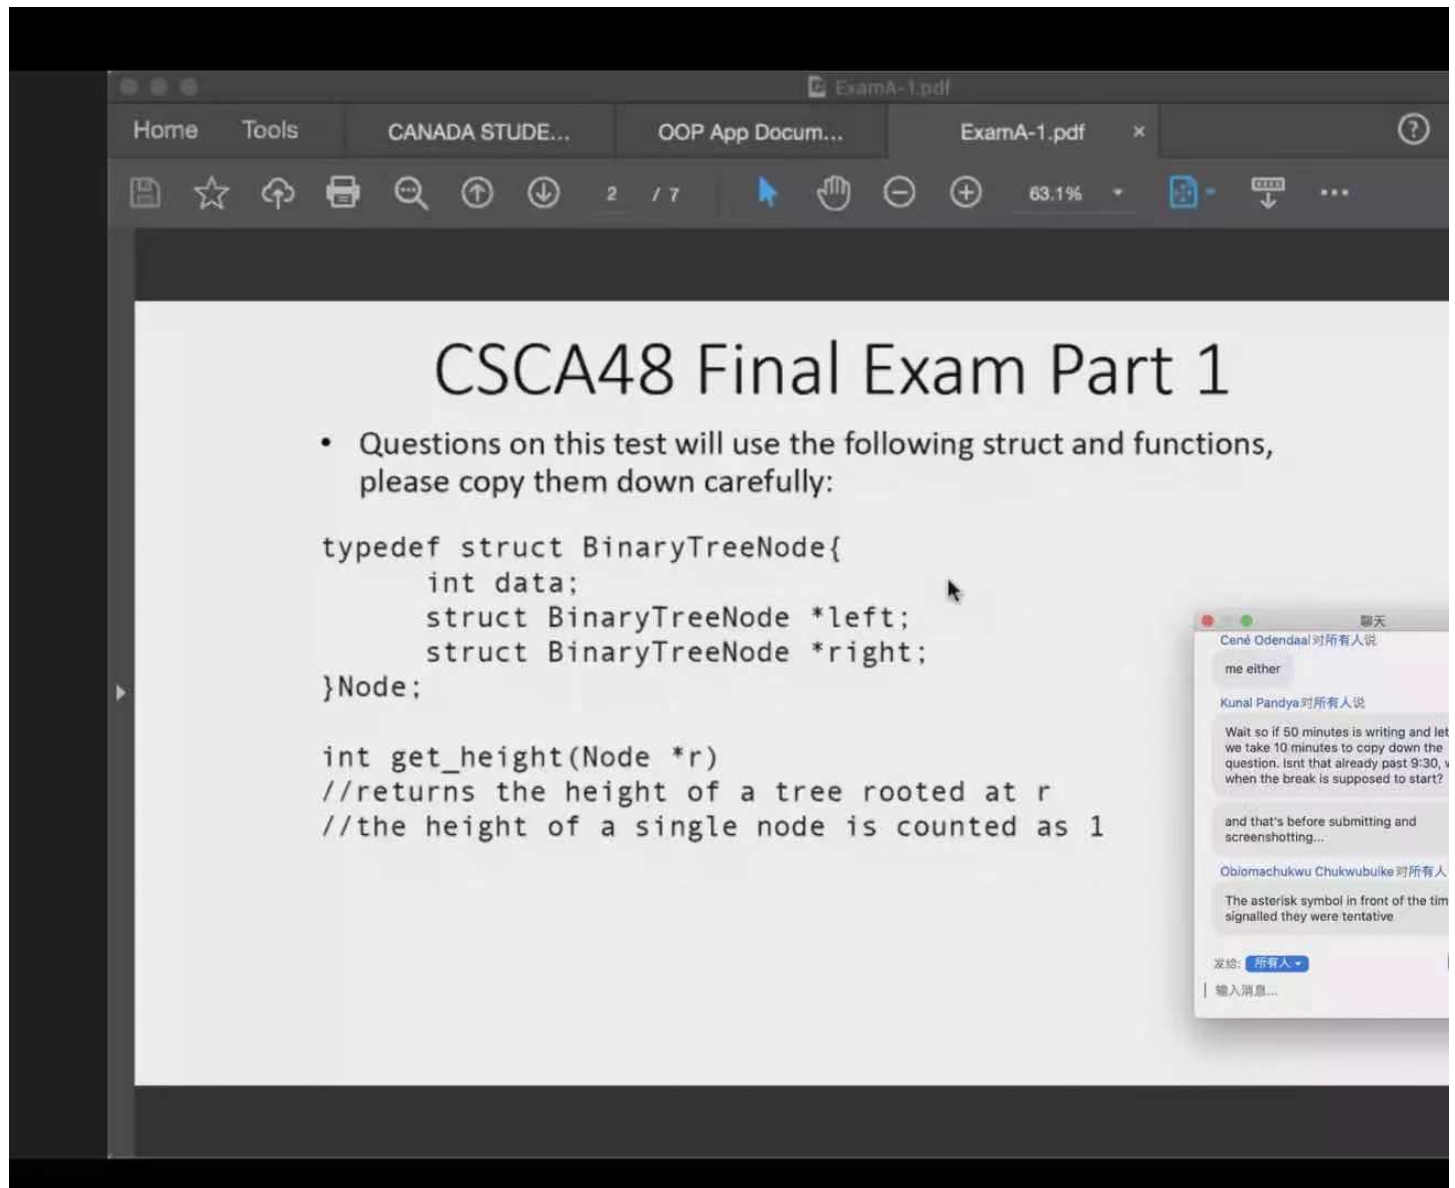 ExamA-1.pdf
Home Tools CANADA STUDE... OOP App Docum... ExamA-1.pdf × ?
2 / 7 63.1%
CSCA48 Final Exam Part 1
• Questions on this test will use the following struct and functions,
please copy them down carefully:
typedef struct BinaryTreeNode{
int data;
struct BinaryTreeNode *left;
struct BinaryTreeNode *right;
}Node;
int get_height(Node *r)
//returns the height of a tree rooted at r
//the height of a single node is counted as 1
聊天
Cené Odendaal对所有人说
me either
Kunal Pandya对所有人说
Wait so if 50 minutes is writing and let
we take 10 minutes to copy down the
question. Isnt that already past 9:30, w
when the break is supposed to start?
and that's before submitting and
screenshotting...
Obiomachukwu Chukwubuike对所有人
The asterisk symbol in front of the tim
signalled they were tentative
发给: 所有人
输入消息...